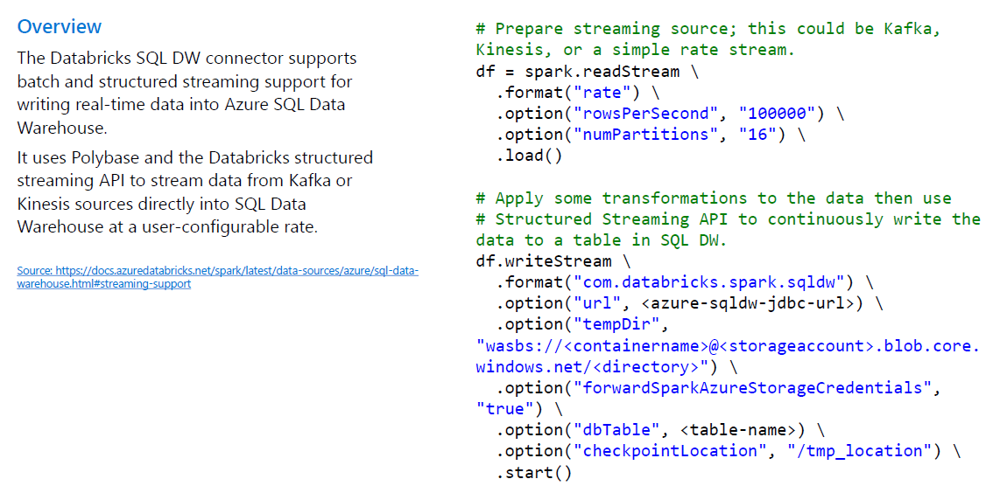 Overview
The Databricks SQL DW connector supports
batch and structured streaming support for
writing real-time data into Azure SQL Data
Warehouse.
It uses Polybase and the Databricks structured
streaming API to stream data from Kafka or
Kinesis sources directly into SQL Data
Warehouse at a user-configurable rate.
Source: https://docs.azuredatabricks.net/spark/latest/data-sources/azure/sql-data-
warehouse.html#streaming-support
# Prepare streaming source; this could be Kafka,
Kinesis, or a simple rate stream.
df = spark.readStream \
  .format("rate") \
  .option("rowsPerSecond", "100000") \
  .option("numPartitions", "16") \
  .load()
# Apply some transformations to the data then use
# Structured Streaming API to continuously write the
data to a table in SQL DW.
df.writeStream \
  .format("com.databricks.spark.sqldw") \
  .option("url", <azure-sqldw-jdbc-url>) \
  .option("tempDir",
"wasbs://<containername>@<storageaccount>.blob.core.
windows.net/<directory>") \
  .option("forwardSparkAzureStorageCredentials",
"true") \
  .option("dbTable", <table-name>) \
  .option("checkpointLocation", "/tmp_location") \
  .start()